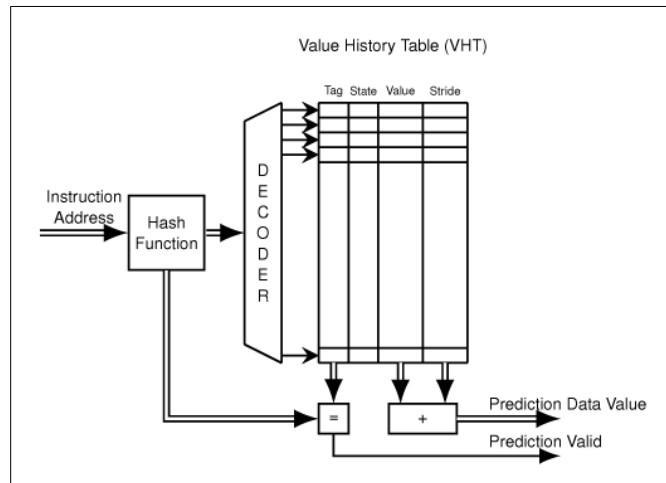 Value History Table (VHT)
Tag State Value Stride
Instruction
Address
Hash
Function
D
E
C
O
D
E
R
=
+
Prediction Data Value
Prediction Valid